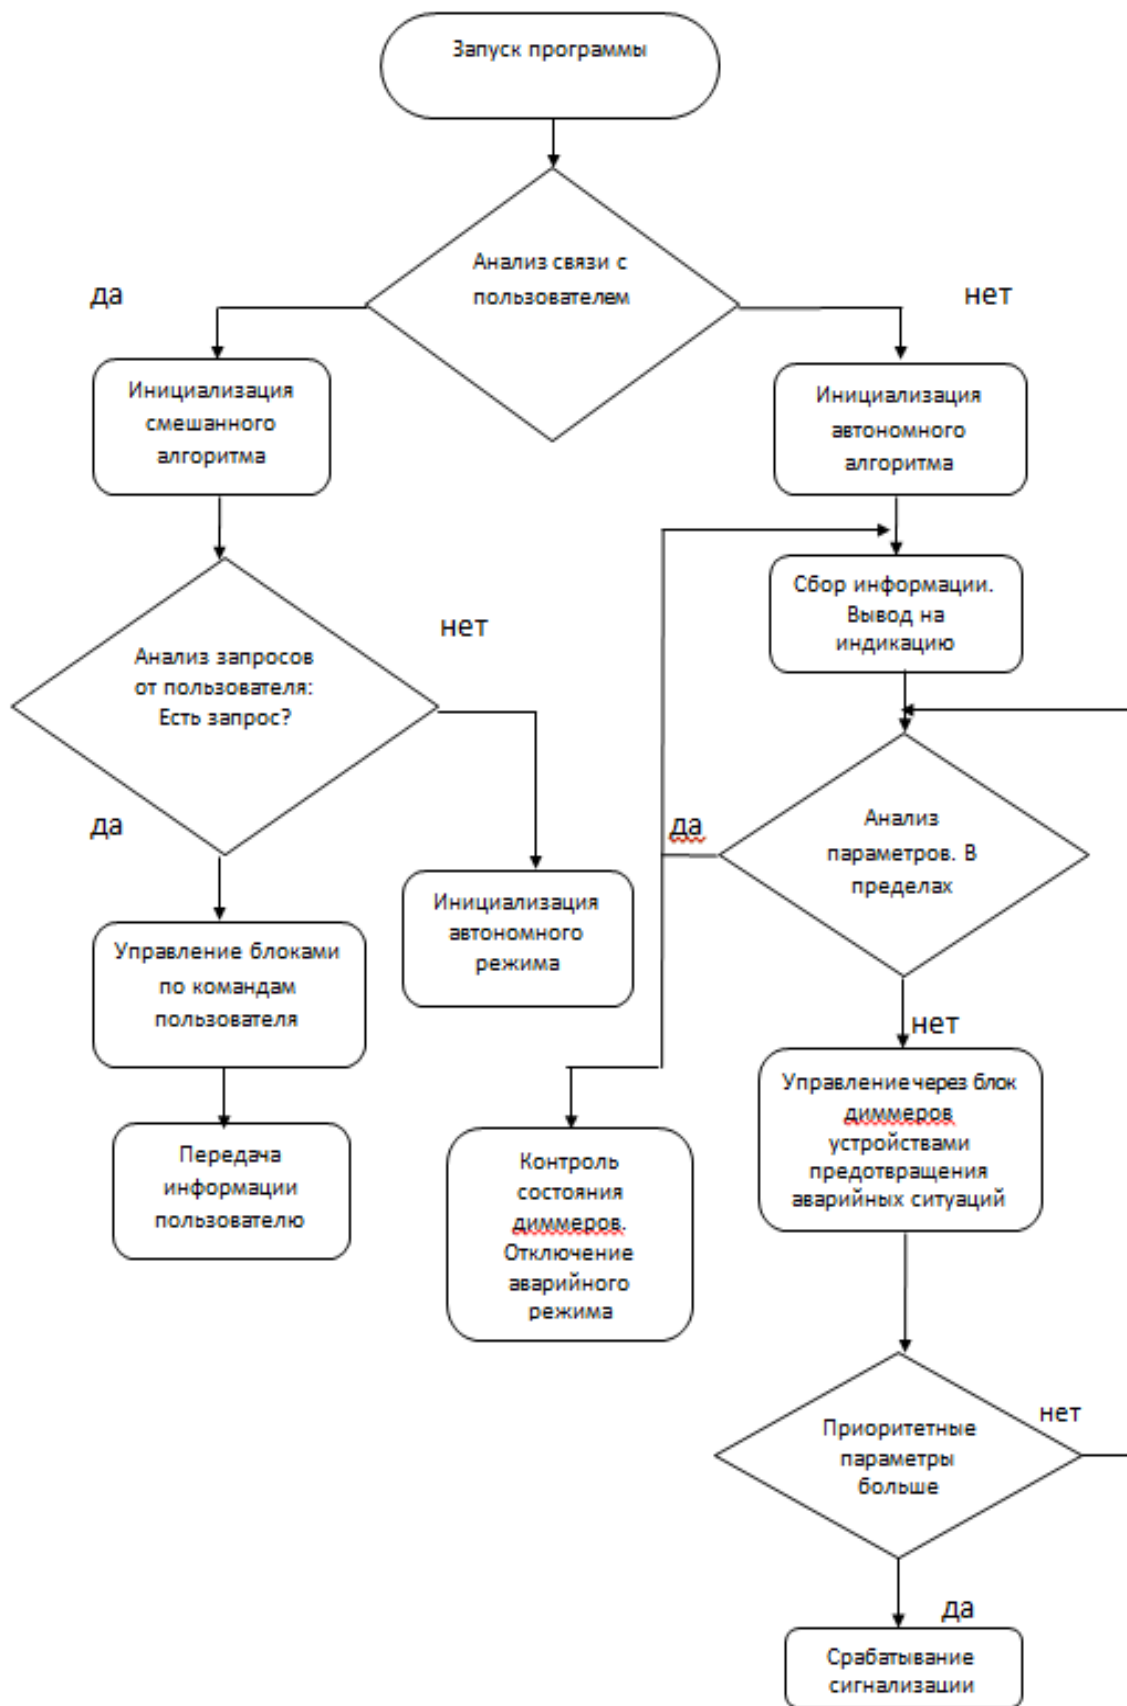 Запуск программы
Анализ связи с
пользователем
да
нет
Инициализация
смешанного
алгоритма
Инициализация
автономного
алгоритма
Сбор информации.
Вывод на
индикацию
нет
Анализ запросов
от пользователя:
Есть запрос?
да
да
Анализ
параметров. В
пределах
Инициализация
автономного
режима
Управление блоками
по командам
пользователя
нет
Управление через блок
диммеров
устройствами
предотвращения
аварийных ситуаций
Передача
информации
пользователю
Контроль
состояния
диммеров.
Отключение
аварийного
режима
нет
Приоритетные
параметры
больше
да
Срабатывание
сигнализации